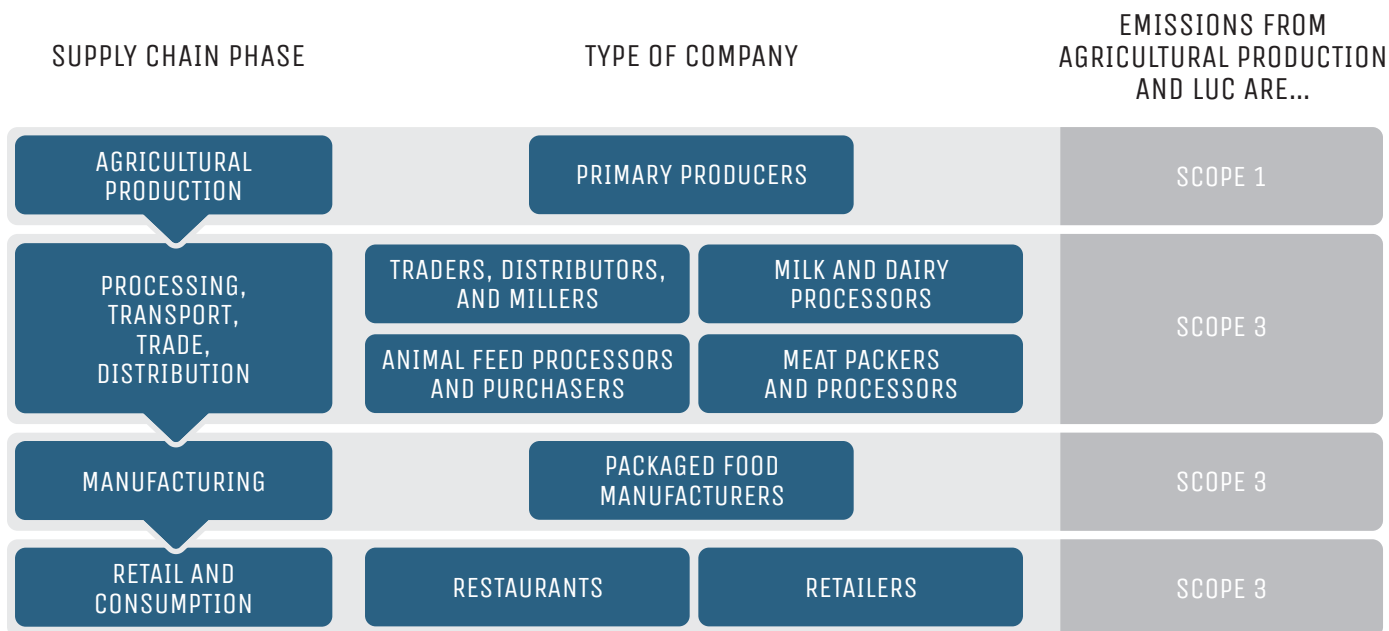 SUPPLY CHAIN PHASE
TYPE OF COMPANY
EMISSIONS FROM
AGRICULTURAL PRODUCTION
AND LUC ARE...
AGRICULTURAL
PRODUCTION
PRIMARY PRODUCERS
SCOPE 1
PROCESSING,
TRANSPORT,
TRADE,
DISTRIBUTION
TRADERS, DISTRIBUTORS,
AND MILLERS
MILK AND DAIRY
PROCESSORS
ANIMAL FEED PROCESSORS
AND PURCHASERS
MEAT PACKERS
AND PROCESSORS
SCOPE 3
MANUFACTURING
PACKAGED FOOD
MANUFACTURERS
SCOPE 3
RETAIL AND
CONSUMPTION
RESTAURANTS
RETAILERS
SCOPE 3